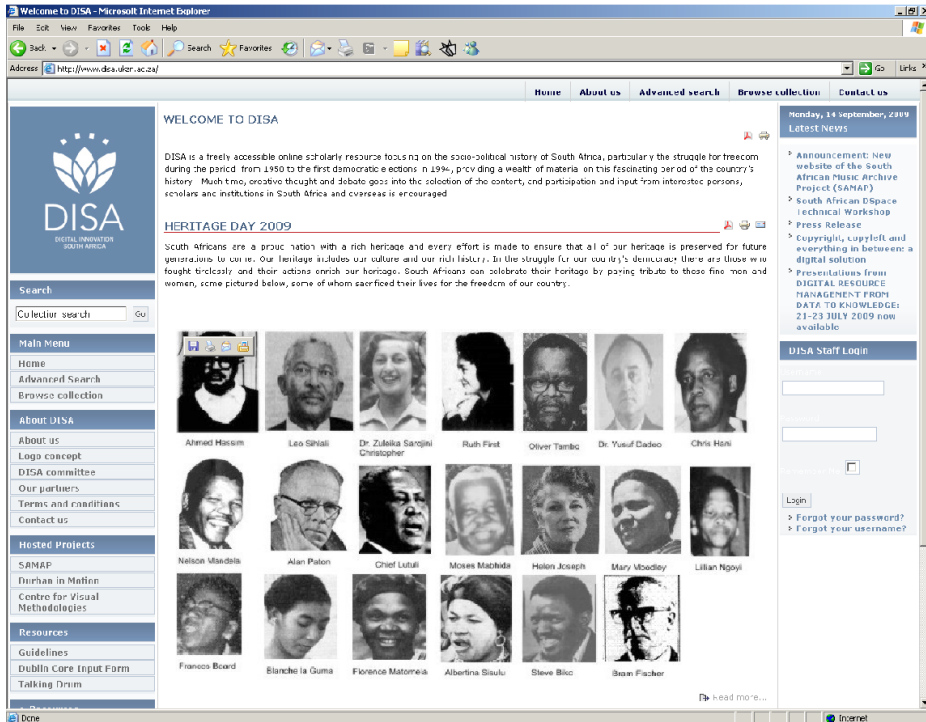 Welcome to DISA - Microsoft Internet Explorer
File Edit View Favorites Tools Help
Back Search Favorites
Address http://www.disa.ukzn.ac.za/ Go Links
Home About us Advanced search Browse collection Contact us
DISA
DIGITAL INNOVATION
SOUTH AFRICA
Search
Collection search Go
Main Menu
Home
Advanced Search
Browse collection
About DISA
About us
Logo concept
DISA committee
Our partners
Terms and conditions
Contact us
Hosted Projects
SAMAP
Durban in Motion
Centre for Visual
Methodologies
Resources
Guidelines
Dublin Core Input Form
Talking Drum
WELCOME TO DISA
DISA is a freely accessible online scholarly resource focusing on the socio-political history of South Africa, particularly the struggle for freedom
during the period from 1950 to the first democratic elections in 1994, providing a wealth of material on this fascinating period of the country's
history. Much time, creative thought and debate goes into the selection of the content, and participation and input from interested persons,
scholars and institutions in South Africa and overseas is encouraged
HERITAGE DAY 2009
South Africans are a proud nation with a rich heritage and every effort is made to ensure that all of our heritage is preserved for future
generations to come. Our heritage includes our culture and our rich history. In the struggle for our country's democracy there are those who
fought tirelessly and their actions enrich our heritage. South Africans can celebrate their heritage by paying tribute to these fine men and
women, some pictured below, some of whom sacrificed their lives for the freedom of our country.
Ahmed Hassim Leo Sihlali Dr. Zuleika Sarojini Ruth First Oliver Tambo Dr. Yusuf Dadoo Chris Hani
Christopher
Nelson Mandela Alan Paton Chief Lutuli Moses Mabhida Helen Joseph Mary Moodley Lillian Ngoyi
Frances Baard Blanche la Guma Florence Matomela Albertina Sisulu Steve Biko Bram Fischer
Read more...
Monday, 14 September, 2009
Latest News
Announcement: New
website of the South
African Music Archive
Project (SAMAP)
South African DSpace
Technical Workshop
Press Release
Copyright, copyleft and
everything in between: a
digital solution
Presentations from
DIGITAL RESOURCE
MANAGEMENT FROM
DATA TO KNOWLEDGE:
21-23 JULY 2009 now
available
DISA Staff Login
Login
Forgot your password?
Forgot your username?
Done Internet